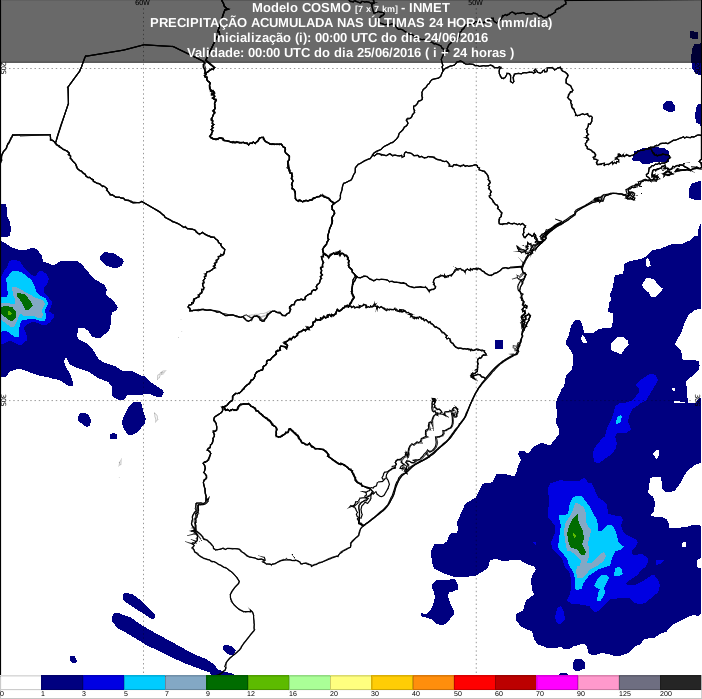 60W
50W
Modelo COSMO [7 x 7 km] - INMET
PRECIPITAÇÃO ACUMULADA NAS ÚLTIMAS 24 HORAS (mm/dia)
Inicialização (i): 00:00 UTC do dia 24/06/2016
Validade: 00:00 UTC do dia 25/06/2016 ( i + 24 horas )
20S
30S
0 1 3 5 7 9 12 16 20 30 40 50 60 70 90 125 200